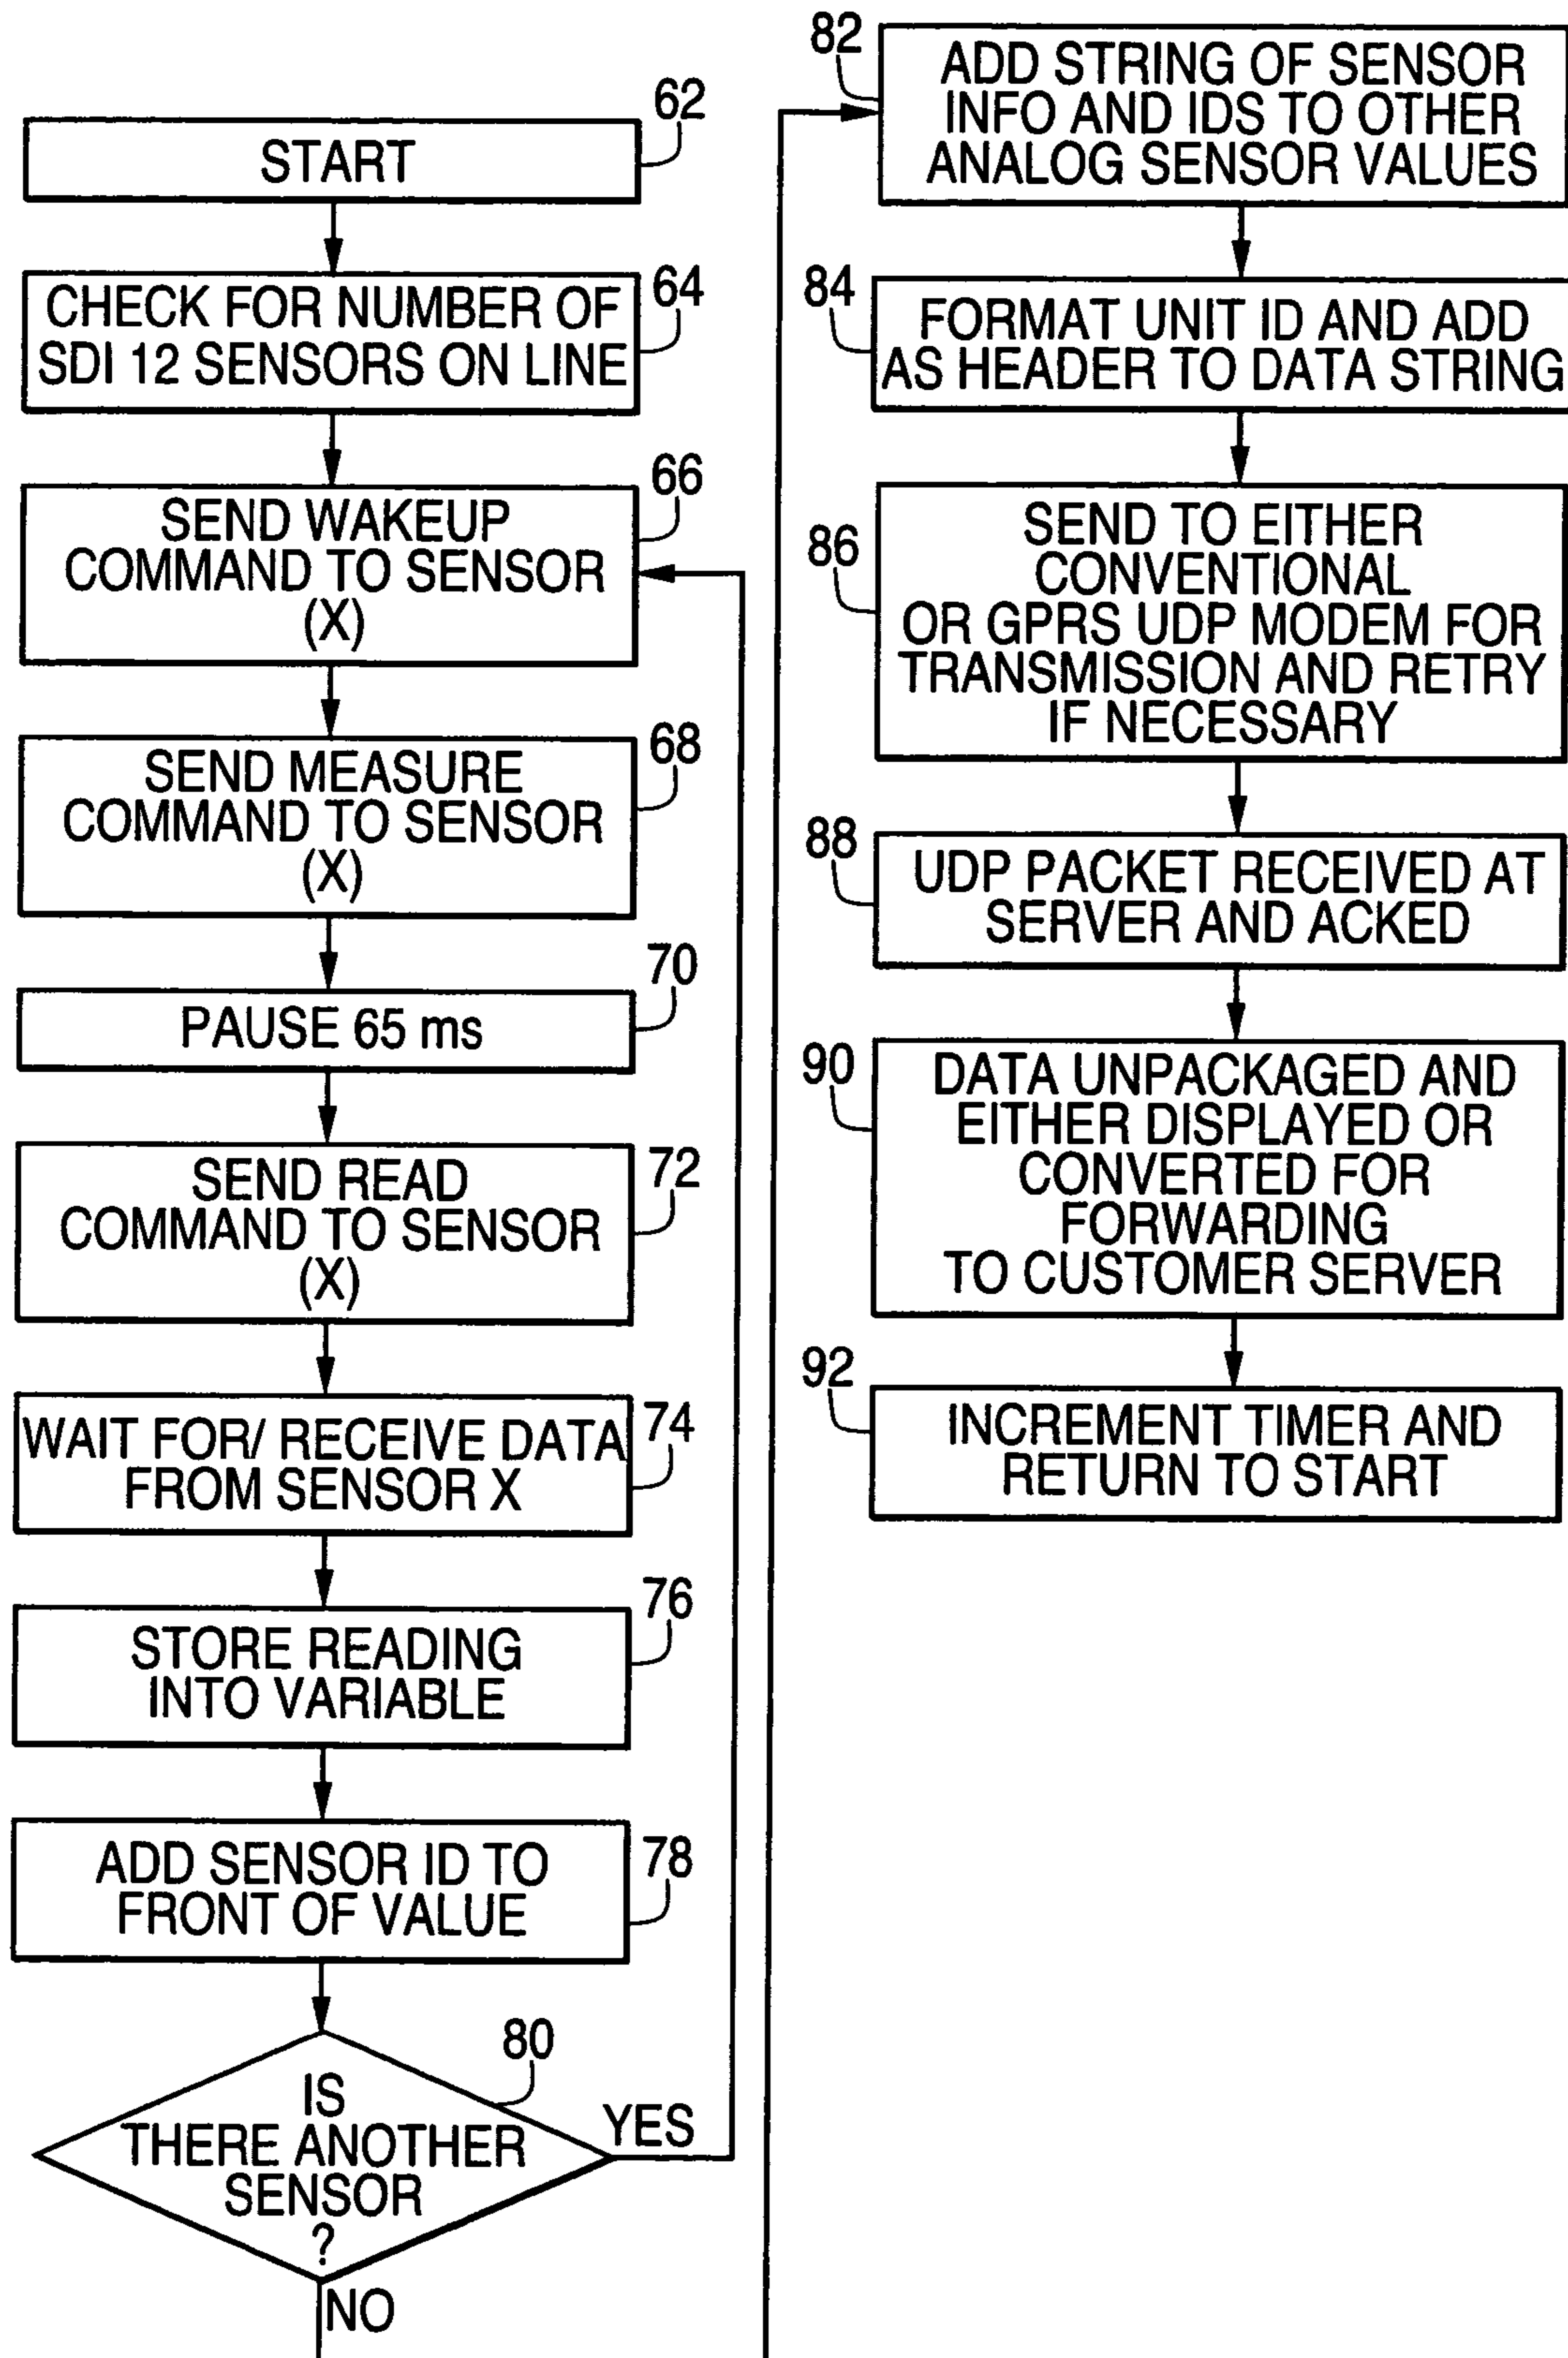 62
START
64
CHECK FOR NUMBER OF
SDI 12 SENSORS ON LINE
66
SEND WAKEUP
COMMAND TO SENSOR
(X)
68
SEND MEASURE
COMMAND TO SENSOR
(X)
70
PAUSE 65 ms
72
SEND READ
COMMAND TO SENSOR
(X)
74
WAIT FOR/ RECEIVE DATA
FROM SENSOR X
76
STORE READING
INTO VARIABLE
78
ADD SENSOR ID TO
FRONT OF VALUE
80
IS
THERE ANOTHER
SENSOR
?
YES
NO
82
ADD STRING OF SENSOR
INFO AND IDS TO OTHER
ANALOG SENSOR VALUES
84
FORMAT UNIT ID AND ADD
AS HEADER TO DATA STRING
86
SEND TO EITHER
CONVENTIONAL
OR GPRS UDP MODEM FOR
TRANSMISSION AND RETRY
IF NECESSARY
88
UDP PACKET RECEIVED AT
SERVER AND ACKED
90
DATA UNPACKAGED AND
EITHER DISPLAYED OR
CONVERTED FOR
FORWARDING
TO CUSTOMER SERVER
92
INCREMENT TIMER AND
RETURN TO START